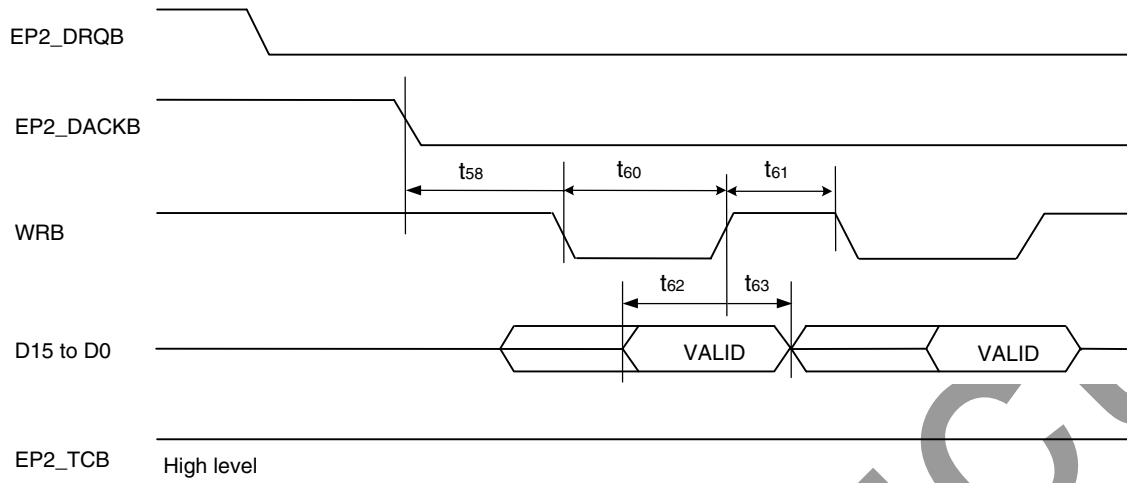 EP2_DRQB
EP2_DACKB
t58 t60 t61
WRB
t62 t63
D15 to D0 VALID VALID
EP2_TCB High level